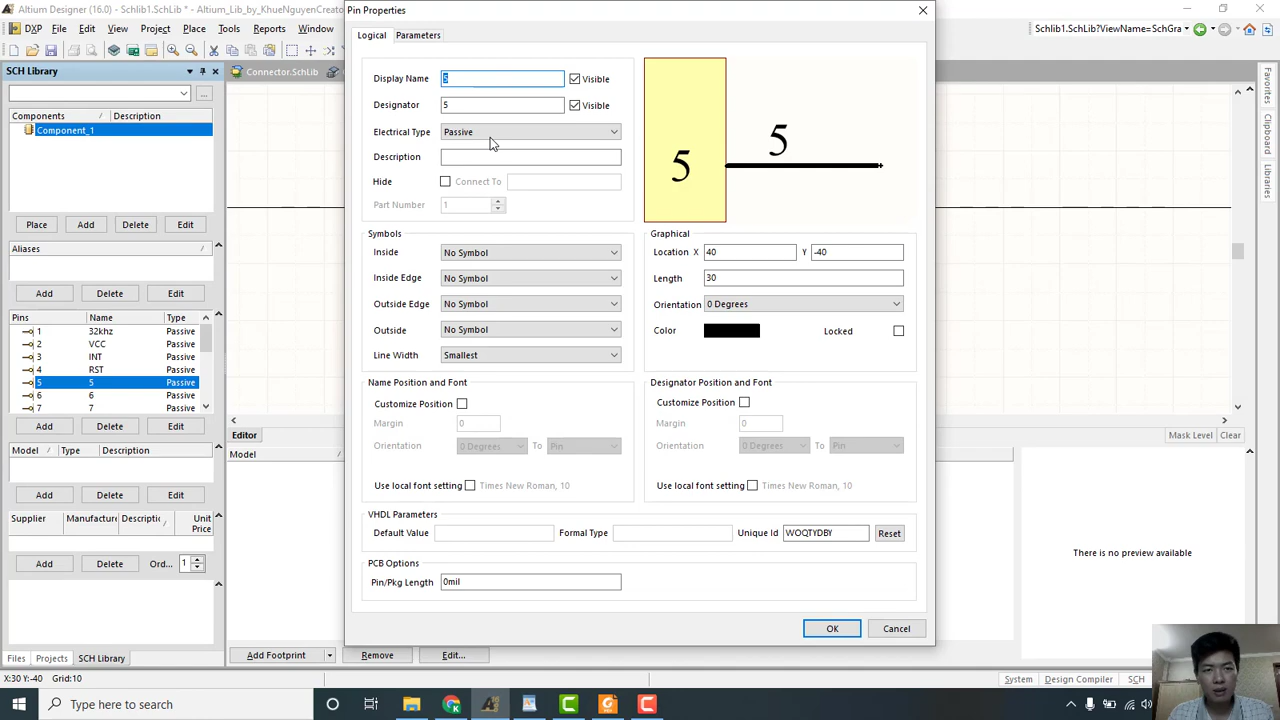 Altium Designer (16.0) - Schlib1.SchLib * - Altium_Lib_by_KhueNguyenCreato
DXP File Edit View Project Place Tools Reports Window
Schlib1.SchLib?ViewName=SchGra
SCH Library
Connector.SchLib
Components Description
Component_1
Place Add Delete Edit
Aliases
Add Delete Edit
Pins Name Type
1 32khz Passive
2 VCC Passive
3 INT Passive
4 RST Passive
5 5 Passive
6 6 Passive
7 7 Passive
Add Delete Edit
Model Type Description
Add Delete Edit
Supplier Manufacture Descriptic Unit Price
Add Delete Ord... 1
Files Projects SCH Library
X:30 Y:-40 Grid:10
Pin Properties
Logical Parameters
Display Name 5 Visible
Designator 5 Visible
Electrical Type Passive
Description
Hide Connect To
Part Number 1
5 5
Symbols
Inside No Symbol
Inside Edge No Symbol
Outside Edge No Symbol
Outside No Symbol
Line Width Smallest
Graphical
Location X 40 Y -40
Length 30
Orientation 0 Degrees
Color Locked
Name Position and Font
Customize Position
Margin 0
Orientation 0 Degrees To Pin
Use local font setting Times New Roman, 10
Designator Position and Font
Customize Position
Margin 0
Orientation 0 Degrees To Pin
Use local font setting Times New Roman, 10
VHDL Parameters
Default Value Formal Type Unique Id WOQTYDBY Reset
PCB Options
Pin/Pkg Length 0mil
OK Cancel
Favorites
Clipboard
Libraries
Editor
Mask Level Clear
Model
There is no preview available
Add Footprint Remove Edit...
System Design Compiler SCH
Type here to search